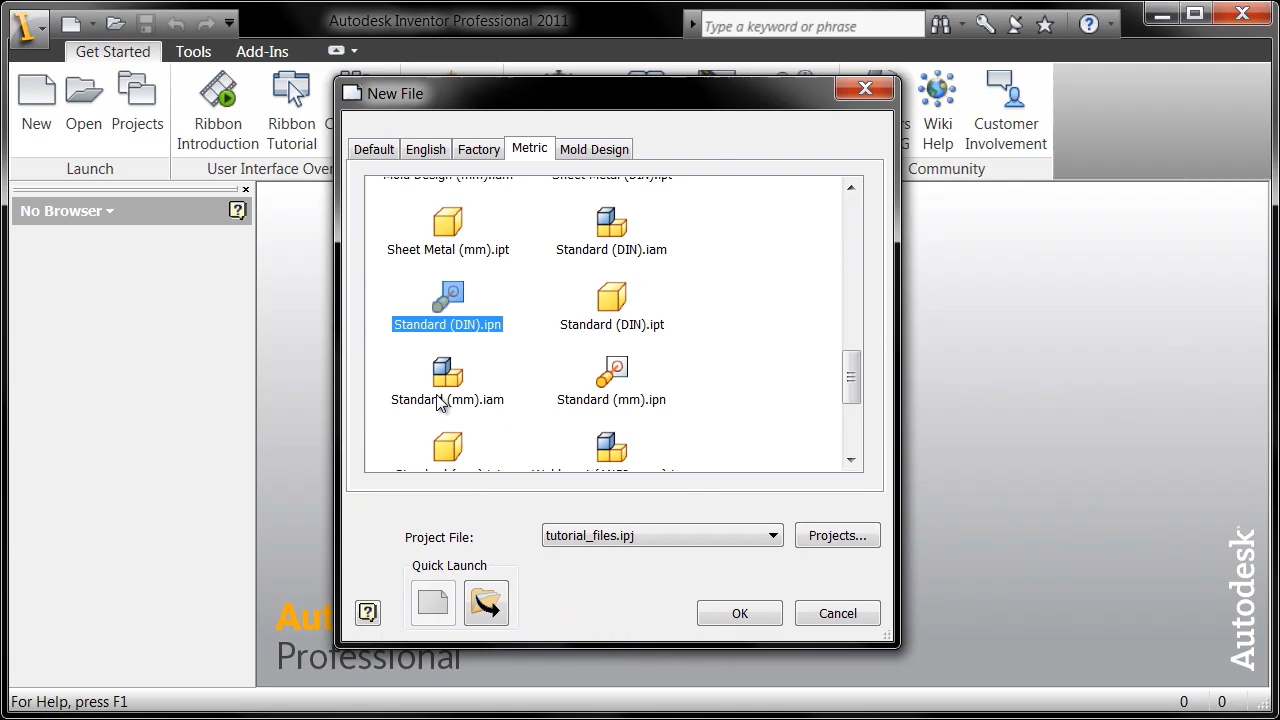 Autodesk Inventor Professional 2011
Type a keyword or phrase
Get Started Tools Add-Ins
New Open Projects
Ribbon Introduction
Ribbon Tutorial
Wiki Help
Customer Involvement
Launch
User Interface Over
Community
No Browser
New File
Default English Factory Metric Mold Design
Sheet Metal (mm).ipt
Standard (DIN).iam
Standard (DIN).ipn
Standard (DIN).ipt
Standard (mm).iam
Standard (mm).ipn
Project File:
tutorial_files.ipj
Projects...
Quick Launch
OK
Cancel
Professional
Autodesk
For Help, press F1
0 0